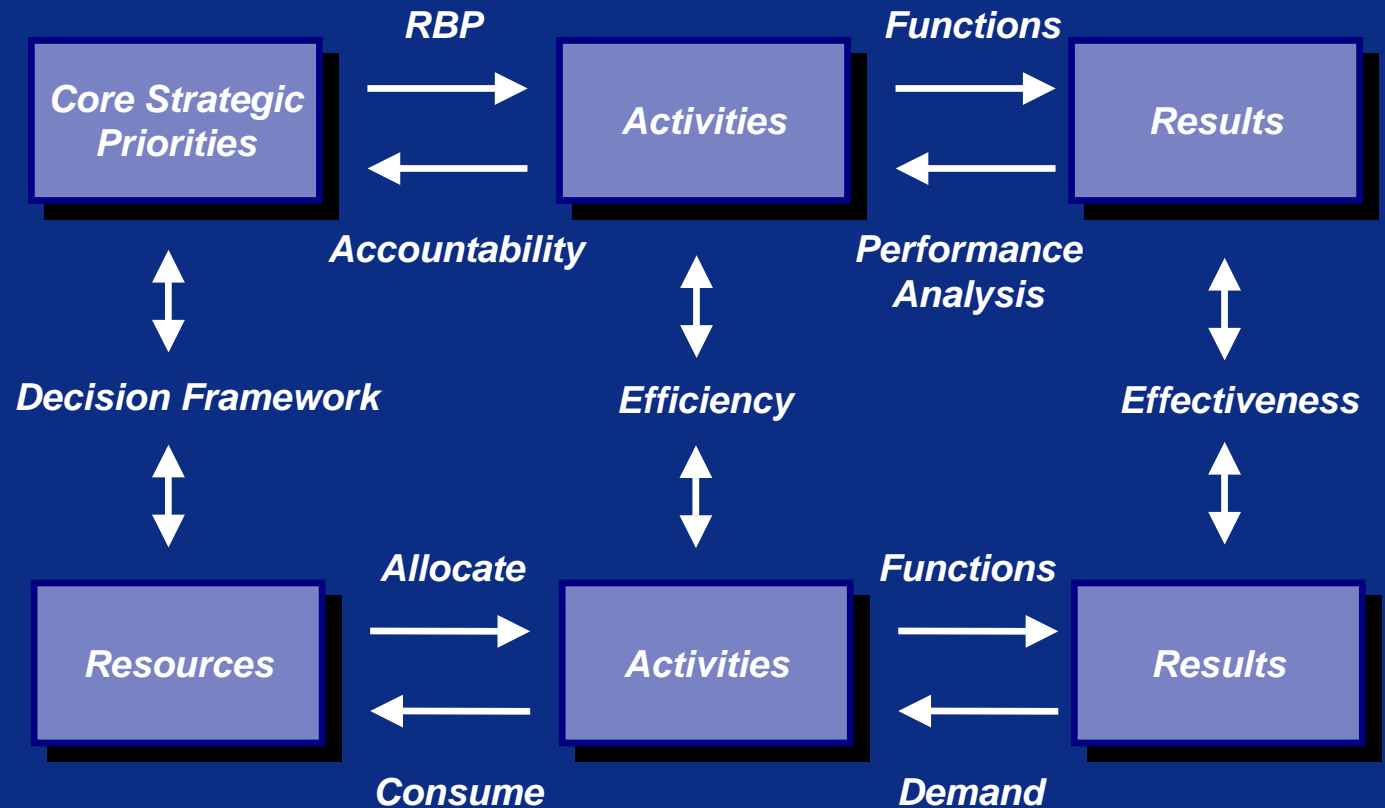 RBP
Functions
Core Strategic
Priorities
Activities
Results
Accountability
Performance
Analysis
Decision Framework
Efficiency
Effectiveness
Allocate
Functions
Resources
Activities
Results
Consume
Demand